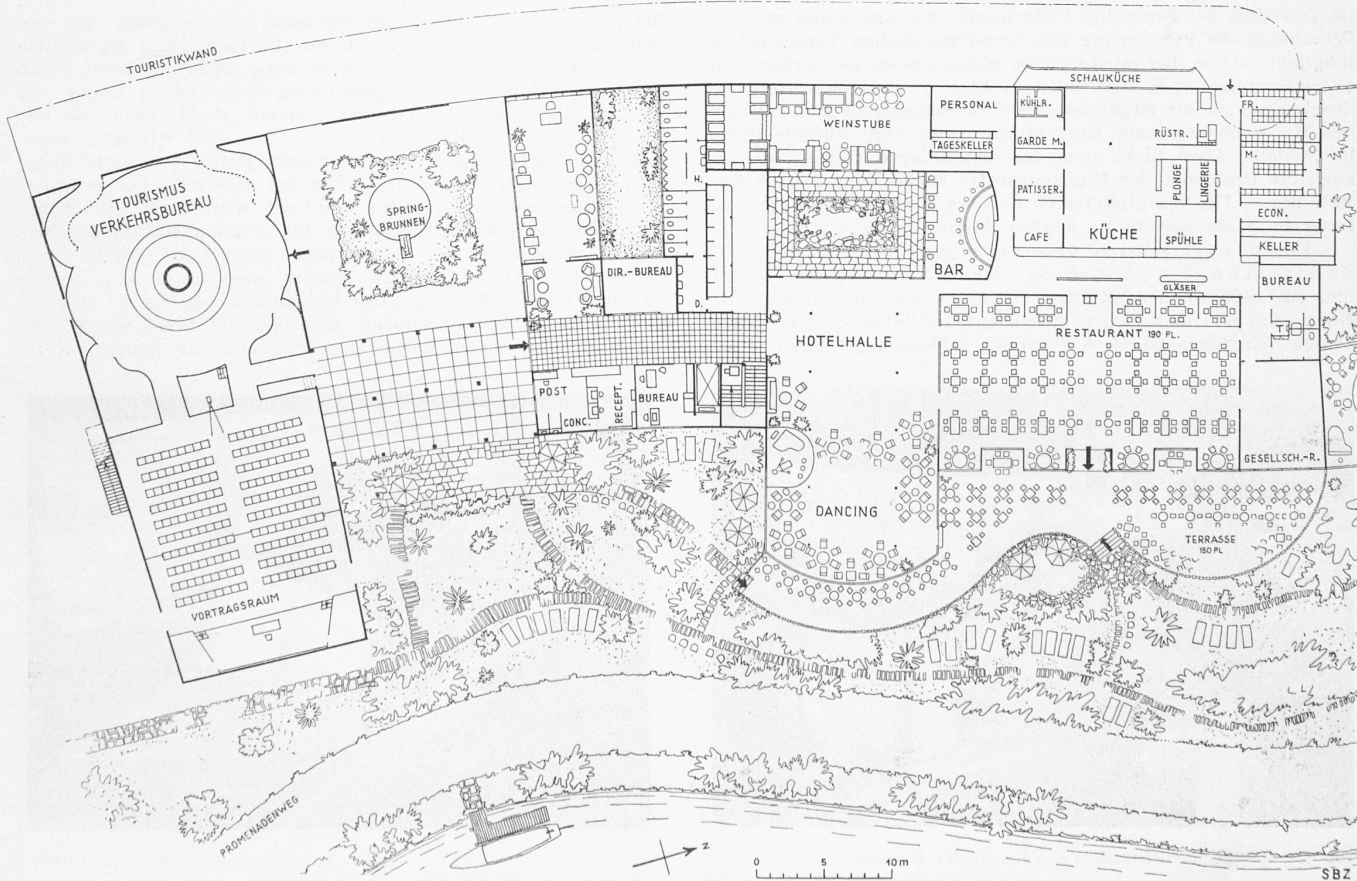 TOURISTIKWAND
TOURISMUS
VERKEHRSBUREAU
SPRING-
BRUNNEN
VORTRAGSRAUM
POST
CONC.
RECEPT.
BUREAU
DIR.-BUREAU
H.
D.
WEINSTUBE
HOTELHALLE
DANCING
BAR
PERSONAL
TAGESKELLER
SCHAUKÜCHE
KÜHLR.
GARDE M.
PATISSER.
CAFE
KÜCHE
RÜSTR.
PLONGE
LINGERIE
SPÜHLE
GLÄSER
FR.
M.
ECON.
KELLER
BUREAU
T
RESTAURANT 190 PL.
GESELLSCH.-R.
TERRASSE
150 PL
PROMENADENWEG
Z
0 5 10 m
SBZ